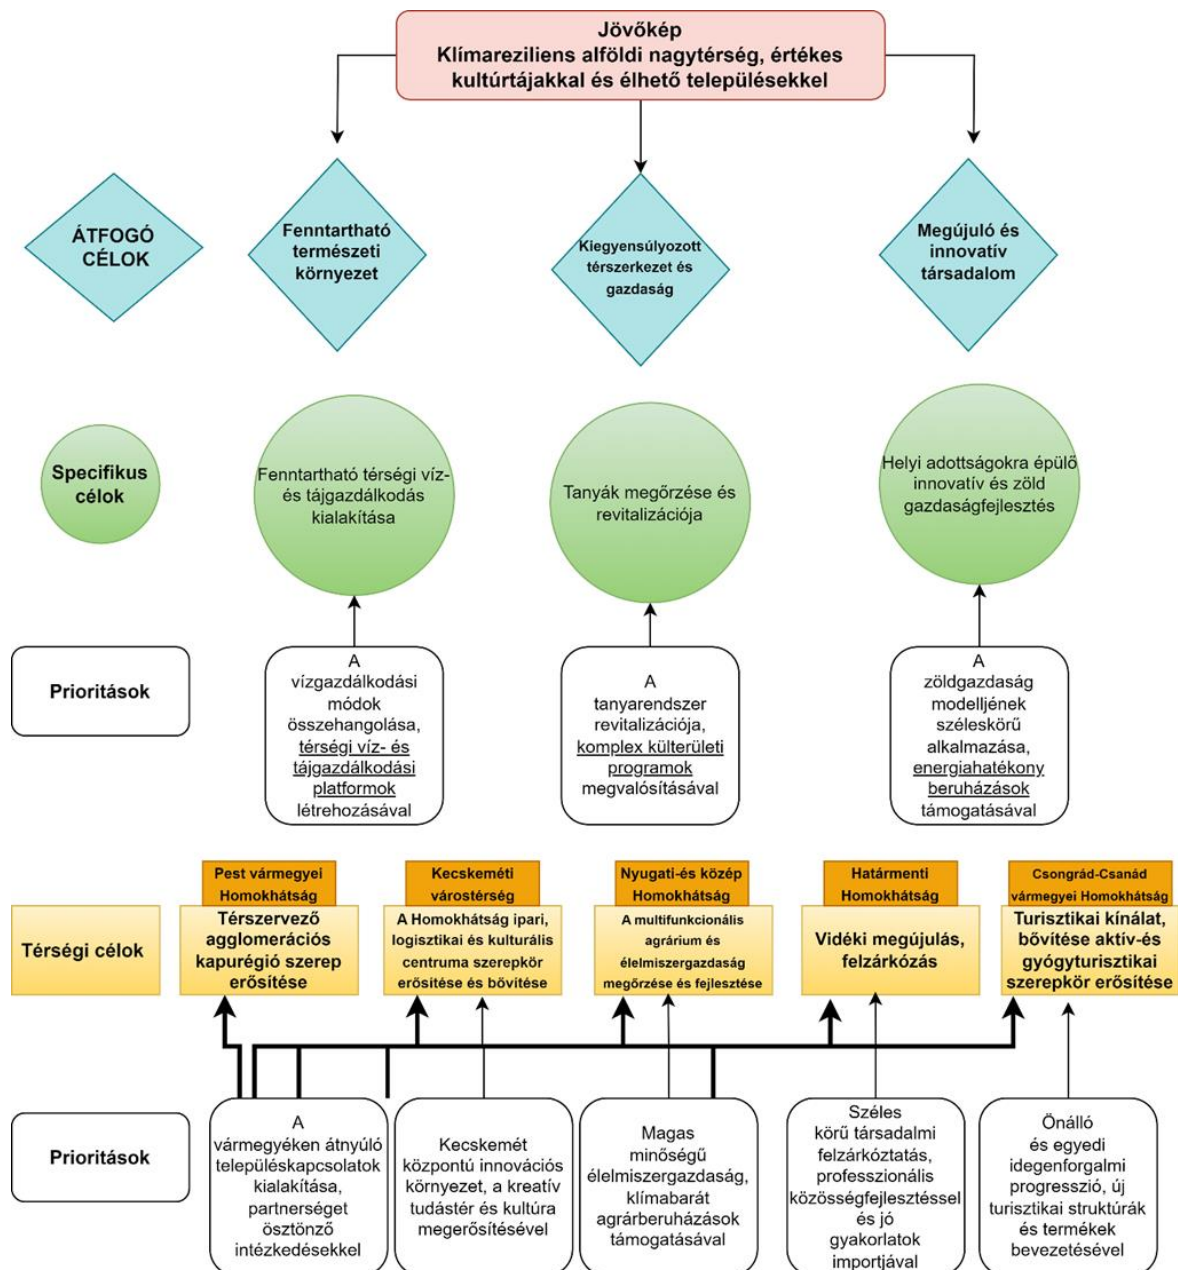 Jövőkép
Klímareziliens alföldi nagytérség, értékes
kultúrtájakkal és élhető településekkel
ÁTFOGÓ
CÉLOK
Fenntartható
természeti
környezet
Kiegyensúlyozott
térszerkezet és
gazdaság
Megújuló és
innovatív
társadalom
Specifikus
célok
Fenntartható térségi víz-
és tájgazdálkodás
kialakítása
Tanyák megőrzése és
revitalizációja
Helyi adottságokra épülő
innovatív és zöld
gazdaságfejlesztés
Prioritások
A
vízgazdálkodási
módok
összehangolása,
térségi víz- és
tájgazdálkodási
platformok
létrehozásával
A
tanyarendszer
revitalizációja,
komplex külterületi
programok
megvalósításával
A
zöldgazdaság
modelljének
széleskörű
alkalmazása,
energiahatékony
beruházások
támogatásával
Térségi célok
Pest vármegyei
Homokhátság
Térszervező
agglomerációs
kapurégió szerep
erősítése
Kecskeméti
várostérség
A Homokhátság ipari,
logisztikai és kulturális
centruma szerepkör
erősítése és bővítése
Nyugati-és közép
Homokhátság
A multifunkcionális
agrárium és
élelmiszergazdaság
megőrzése és fejlesztése
Határmenti
Homokhátság
Vidéki megújulás,
felzárkózás
Csongrád-Csanád
vármegyei Homokhátság
Turisztikai kínálat,
bővítése aktív-és
gyógyturisztikai
szerepkör erősítése
Prioritások
A
vármegyéken átnyúló
településkapcsolatok
kialakítása,
partnerséget
ösztönző
intézkedésekkel
Kecskemét
központú innovációs
környezet, a kreatív
tudástér és kultúra
megerősítésével
Magas
minőségű
élelmiszergazdaság,
klímabarát
agrárberuházások
támogatásával
Széles
körű társadalmi
felzárkóztatás,
professzionális
közösségfejlesztéssel
és jó
gyakorlatok
importjával
Önálló
és egyedi
idegenforgalmi
progresszió, új
turisztikai struktúrák
és termékek
bevezetésével